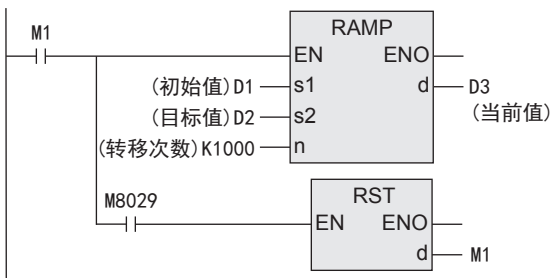 M1
RAMP
EN ENO
(初始值)D1 s1 d D3
(目标值)D2 s2 (当前值)
(转移次数)K1000 n
M8029
RST
EN ENO
d M1